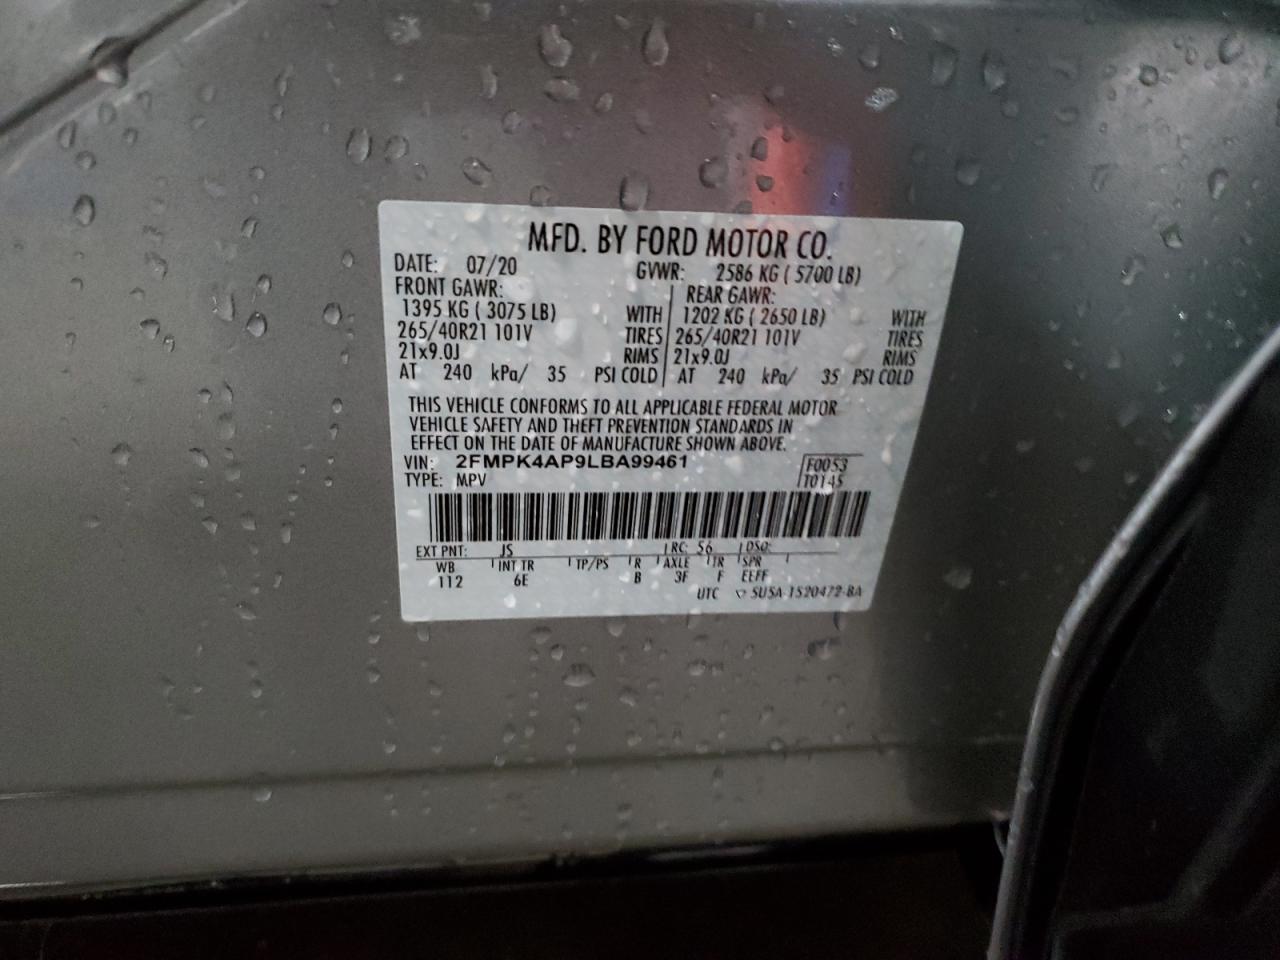 MFD. BY FORD MOTOR CO.
DATE: 07/20 GVWR: 2586 KG ( 5700 LB)
FRONT GAWR: REAR GAWR:
1395 KG ( 3075 LB) WITH 1202 KG ( 2650 LB) WITH
265/40R21 101V TIRES 265/40R21 101V TIRES
21x9.0J RIMS 21x9.0J RIMS
AT 240 kPa/ 35 PSI COLD AT 240 kPa/ 35 PSI COLD
THIS VEHICLE CONFORMS TO ALL APPLICABLE FEDERAL MOTOR
VEHICLE SAFETY AND THEFT PREVENTION STANDARDS IN
EFFECT ON THE DATE OF MANUFACTURE SHOWN ABOVE.
VIN: 2FMPK4AP9LBA99461 F0053
TYPE: MPV T0145
EXT PNT: JS RC: 56 DSO:
WB INT TR TP/PS R AXLE TR SPR
112 6E B 3F F EEFF
UTC SU5A-1520472-BA